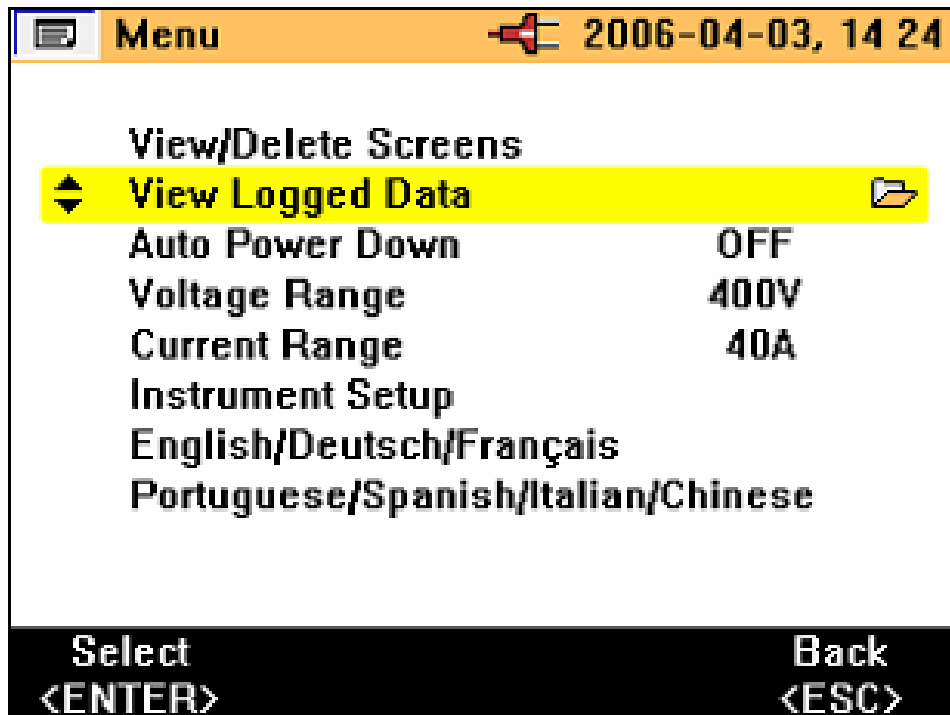 Menu 2006-04-03, 14 24
View/Delete Screens
View Logged Data
Auto Power Down OFF
Voltage Range 400V
Current Range 40A
Instrument Setup
English/Deutsch/Français
Portuguese/Spanish/Italian/Chinese
Select Back
<ENTER> <ESC>